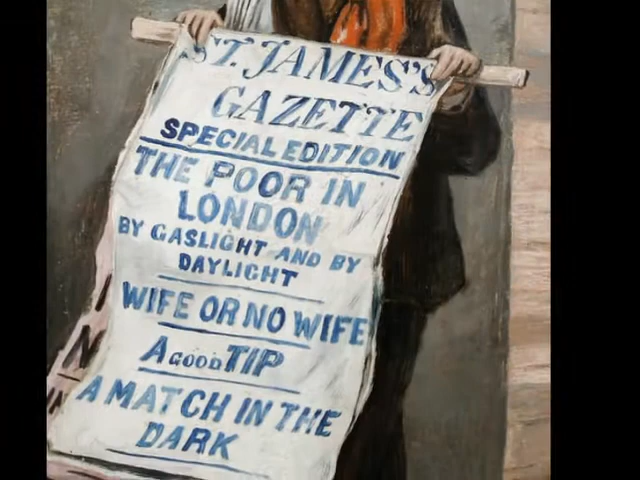 ST. JAMES'S
GAZETTE
SPECIAL EDITION
THE POOR IN
LONDON
BY GASLIGHT AND BY
DAYLIGHT
WIFE OR NO WIFE
A GOOD TIP
A MATCH IN THE
DARK